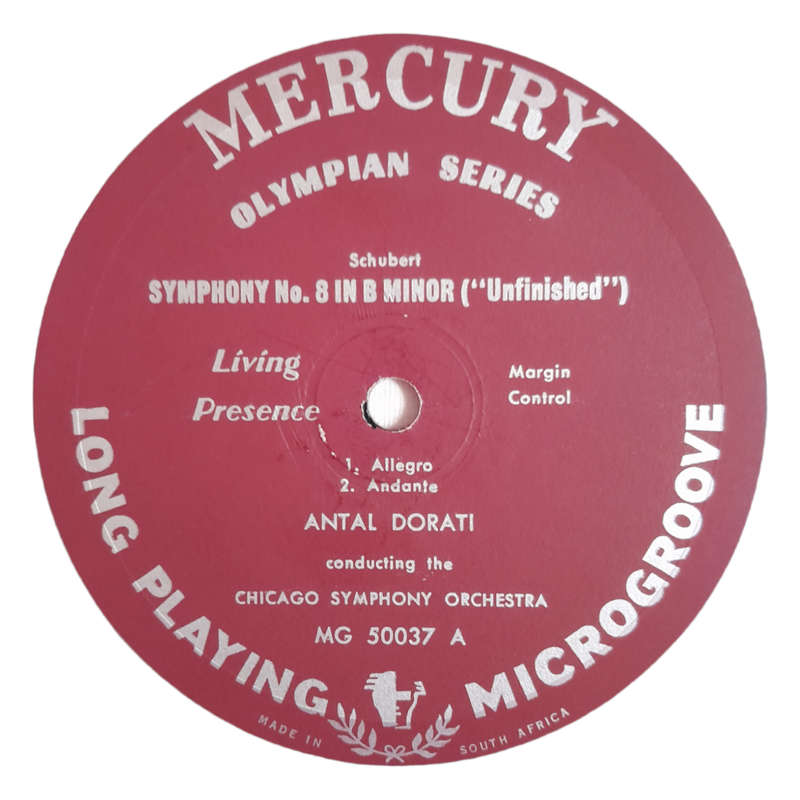 MERCURY
OLYMPIAN SERIES
Schubert
SYMPHONY No. 8 IN B MINOR ("Unfinished")
Living
Presence
Margin
Control
1. Allegro
2. Andante
ANTAL DORATI
conducting the
CHICAGO SYMPHONY ORCHESTRA
MG 50037 A
LONG PLAYING MICROGROOVE
MADE IN SOUTH AFRICA